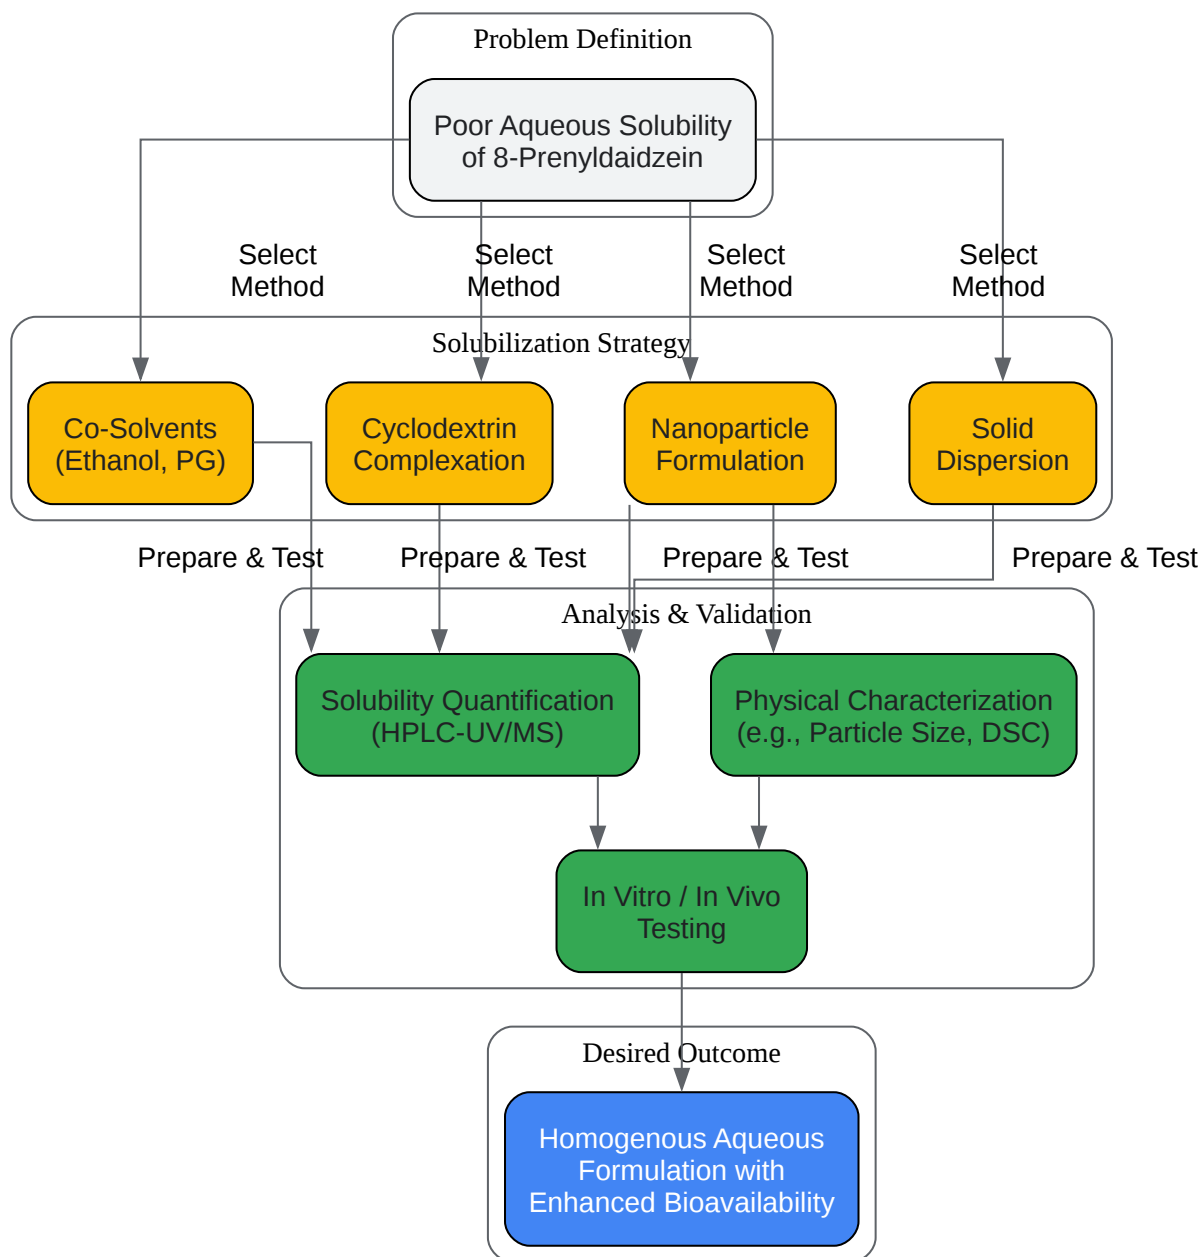 Problem Definition
Poor Aqueous Solubility
of 8-Prenyldaidzein
Select
Method
Select
Method
Select
Method
Select
Method
Solubilization Strategy
Co-Solvents
(Ethanol, PG)
Cyclodextrin
Complexation
Nanoparticle
Formulation
Solid
Dispersion
Prepare & Test
Prepare & Test
Prepare & Test
Prepare & Test
Analysis & Validation
Solubility Quantification
(HPLC-UV/MS)
Physical Characterization
(e.g., Particle Size, DSC)
In Vitro / In Vivo
Testing
Desired Outcome
Homogenous Aqueous
Formulation with
Enhanced Bioavailability